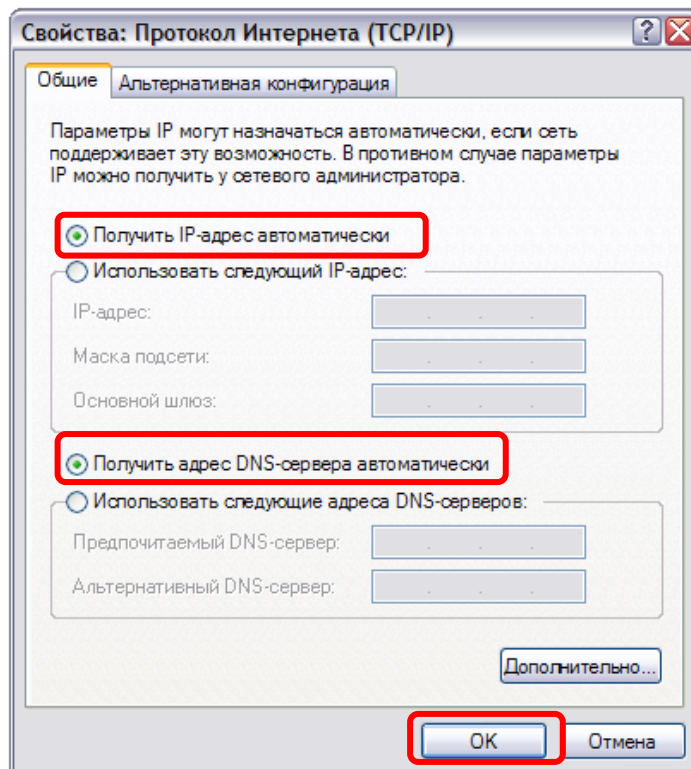 Свойства: Протокол Интернета (TCP/IP)
Общие
Альтернативная конфигурация
Параметры IP могут назначаться автоматически, если сеть
поддерживает эту возможность. В противном случае параметры
IP можно получить у сетевого администратора.
Получить IP-адрес автоматически
Использовать следующий IP-адрес:
IP-адрес:
Маска подсети:
Основной шлюз:
Получить адрес DNS-сервера автоматически
Использовать следующие адреса DNS-серверов:
Предпочитаемый DNS-сервер:
Альтернативный DNS-сервер:
Дополнительно...
OK
Отмена